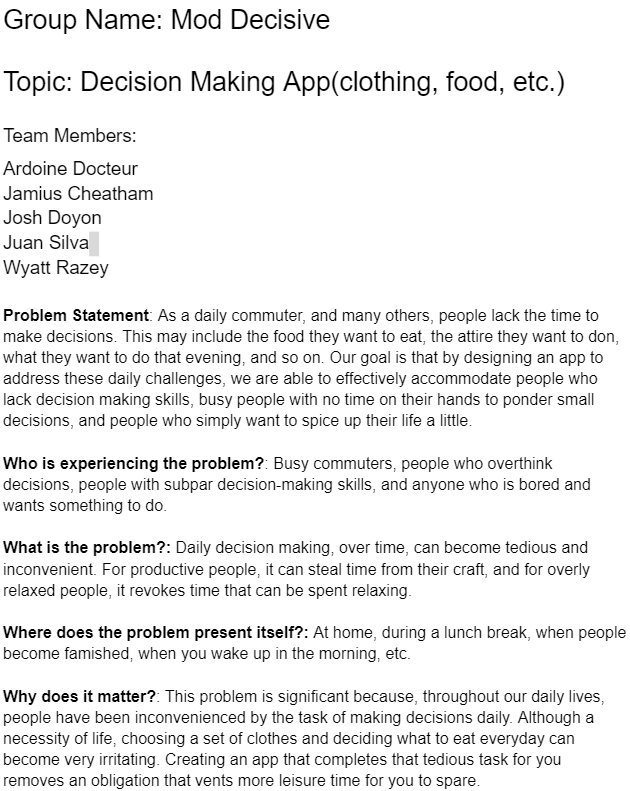 Group Name: Mod Decisive
Topic: Decision Making App(clothing, food, etc.)
Team Members:
Ardoine Docteur
Jamius Cheatham
Josh Doyon
Juan Silva
Wyatt Razey
Problem Statement: As a daily commuter, and many others, people lack the time to
make decisions. This may include the food they want to eat, the attire they want to don,
what they want to do that evening, and so on. Our goal is that by designing an app to
address these daily challenges, we are able to effectively accommodate people who
lack decision making skills, busy people with no time on their hands to ponder small
decisions, and people who simply want to spice up their life a little.
Who is experiencing the problem?: Busy commuters, people who overthink
decisions, people with subpar decision-making skills, and anyone who is bored and
wants something to do.
What is the problem?: Daily decision making, over time, can become tedious and
inconvenient. For productive people, it can steal time from their craft, and for overly
relaxed people, it revokes time that can be spent relaxing.
Where does the problem present itself?: At home, during a lunch break, when people
become famished, when you wake up in the morning, etc.
Why does it matter?: This problem is significant because, throughout our daily lives,
people have been inconvenienced by the task of making decisions daily. Although a
necessity of life, choosing a set of clothes and deciding what to eat everyday can
become very irritating. Creating an app that completes that tedious task for you
removes an obligation that vents more leisure time for you to spare.